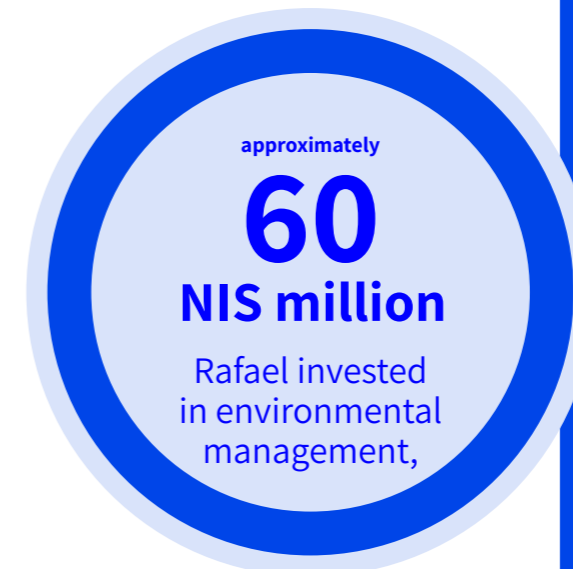 approximately
60
NIS million
Rafael invested
in environmental
management,